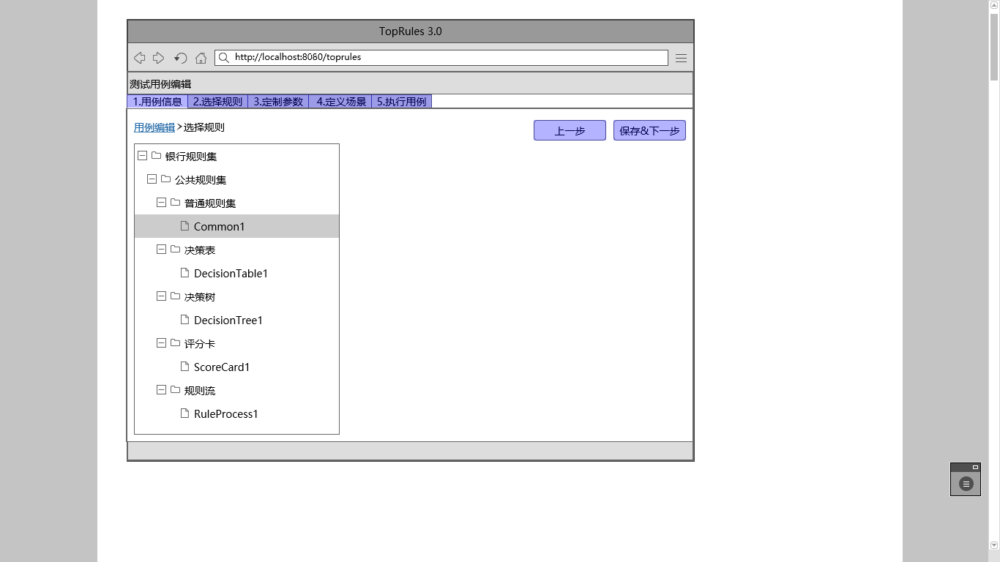 TopRules 3.0
http://localhost:8080/toprules
测试用例编辑
1.用例信息 2.选择规则 3.定制参数 4.定义场景 5.执行用例
用例编辑>选择规则 上一步 保存&下一步
银行规则集
公共规则集
普通规则集
Common1
决策表
DecisionTable1
决策树
DecisionTree1
评分卡
ScoreCard1
规则流
RuleProcess1